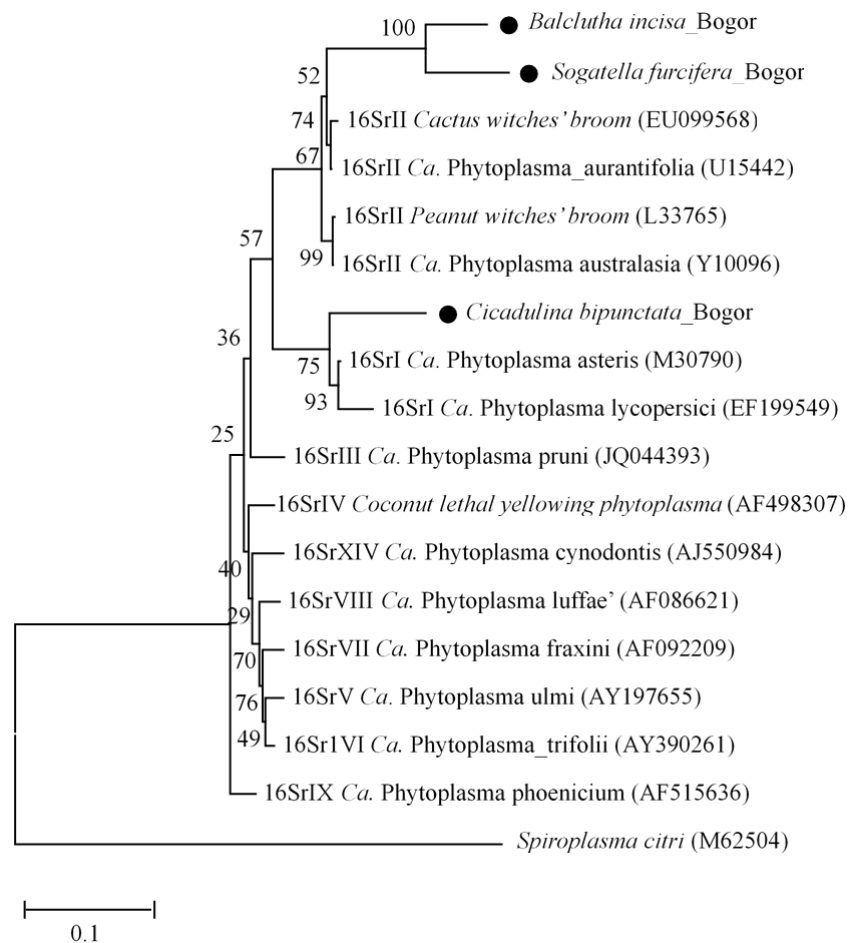 100
Balclutha incisa_Bogor
Sogatella furcifera_Bogor
52
74
16SrII Cactus witches’ broom (EU099568)
67
16SrII Ca. Phytoplasma_aurantifolia (U15442)
16SrII Peanut witches’ broom (L33765)
57
99
16SrII Ca. Phytoplasma australasia (Y10096)
Cicadulina bipunctata_Bogor
36
75
16SrI Ca. Phytoplasma asteris (M30790)
93
16SrI Ca. Phytoplasma lycopersici (EF199549)
25
16SrIII Ca. Phytoplasma pruni (JQ044393)
16SrIV Coconut lethal yellowing phytoplasma (AF498307)
40
16SrXIV Ca. Phytoplasma cynodontis (AJ550984)
29
16SrVIII Ca. Phytoplasma luffae’ (AF086621)
70
16SrVII Ca. Phytoplasma fraxini (AF092209)
76
16SrV Ca. Phytoplasma ulmi (AY197655)
49
16Sr1VI Ca. Phytoplasma_trifolii (AY390261)
16SrIX Ca. Phytoplasma phoenicium (AF515636)
Spiroplasma citri (M62504)
0.1